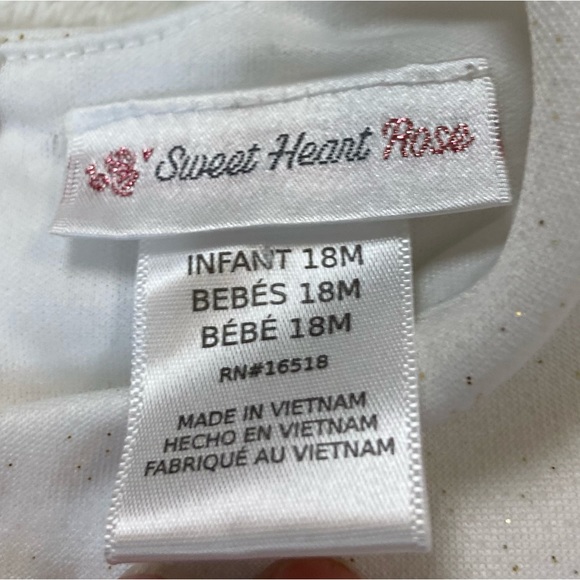 Sweet Heart Rose
INFANT 18M
BEBÉS 18M
BÉBÉ 18M
RN#16518
MADE IN VIETNAM
HECHO EN VIETNAM
FABRIQUÉ AU VIETNAM